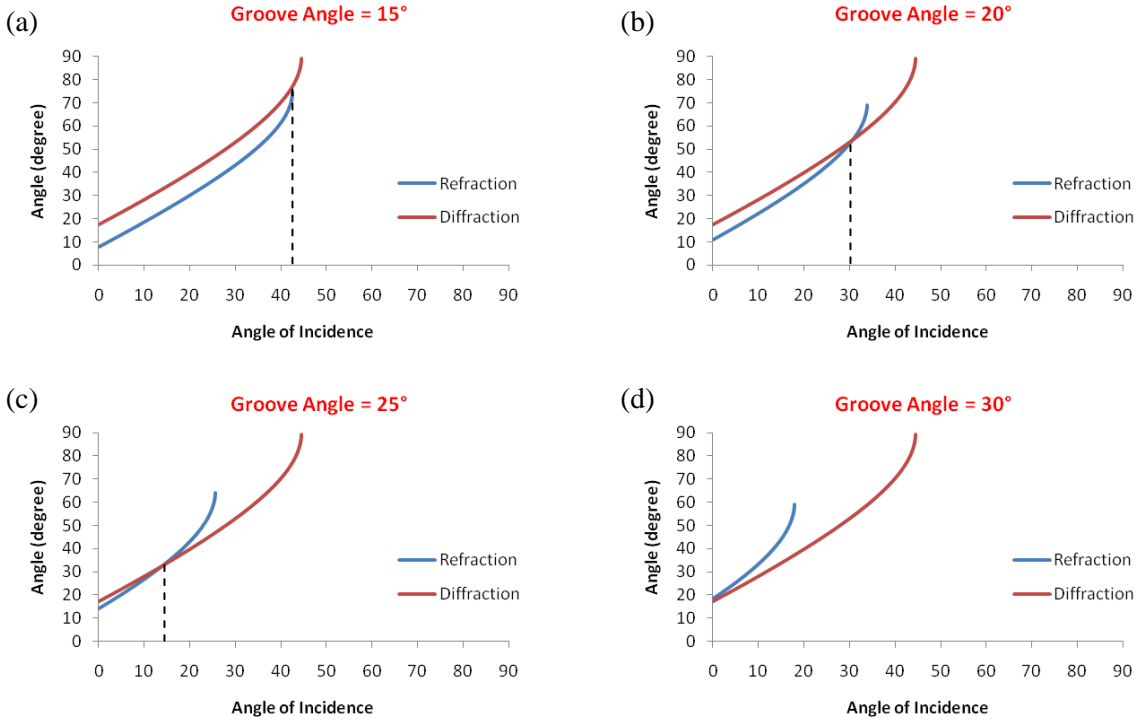 (a)
Groove Angle = 15°
Angle (degree)
90
80
70
60
50
40
30
20
10
0
0 10 20 30 40 50 60 70 80 90
Angle of Incidence
Refraction
Diffraction
(b)
Groove Angle = 20°
Angle (degree)
90
80
70
60
50
40
30
20
10
0
0 10 20 30 40 50 60 70 80 90
Angle of Incidence
Refraction
Diffraction
(c)
Groove Angle = 25°
Angle (degree)
90
80
70
60
50
40
30
20
10
0
0 10 20 30 40 50 60 70 80 90
Angle of Incidence
Refraction
Diffraction
(d)
Groove Angle = 30°
Angle (degree)
90
80
70
60
50
40
30
20
10
0
0 10 20 30 40 50 60 70 80 90
Angle of Incidence
Refraction
Diffraction